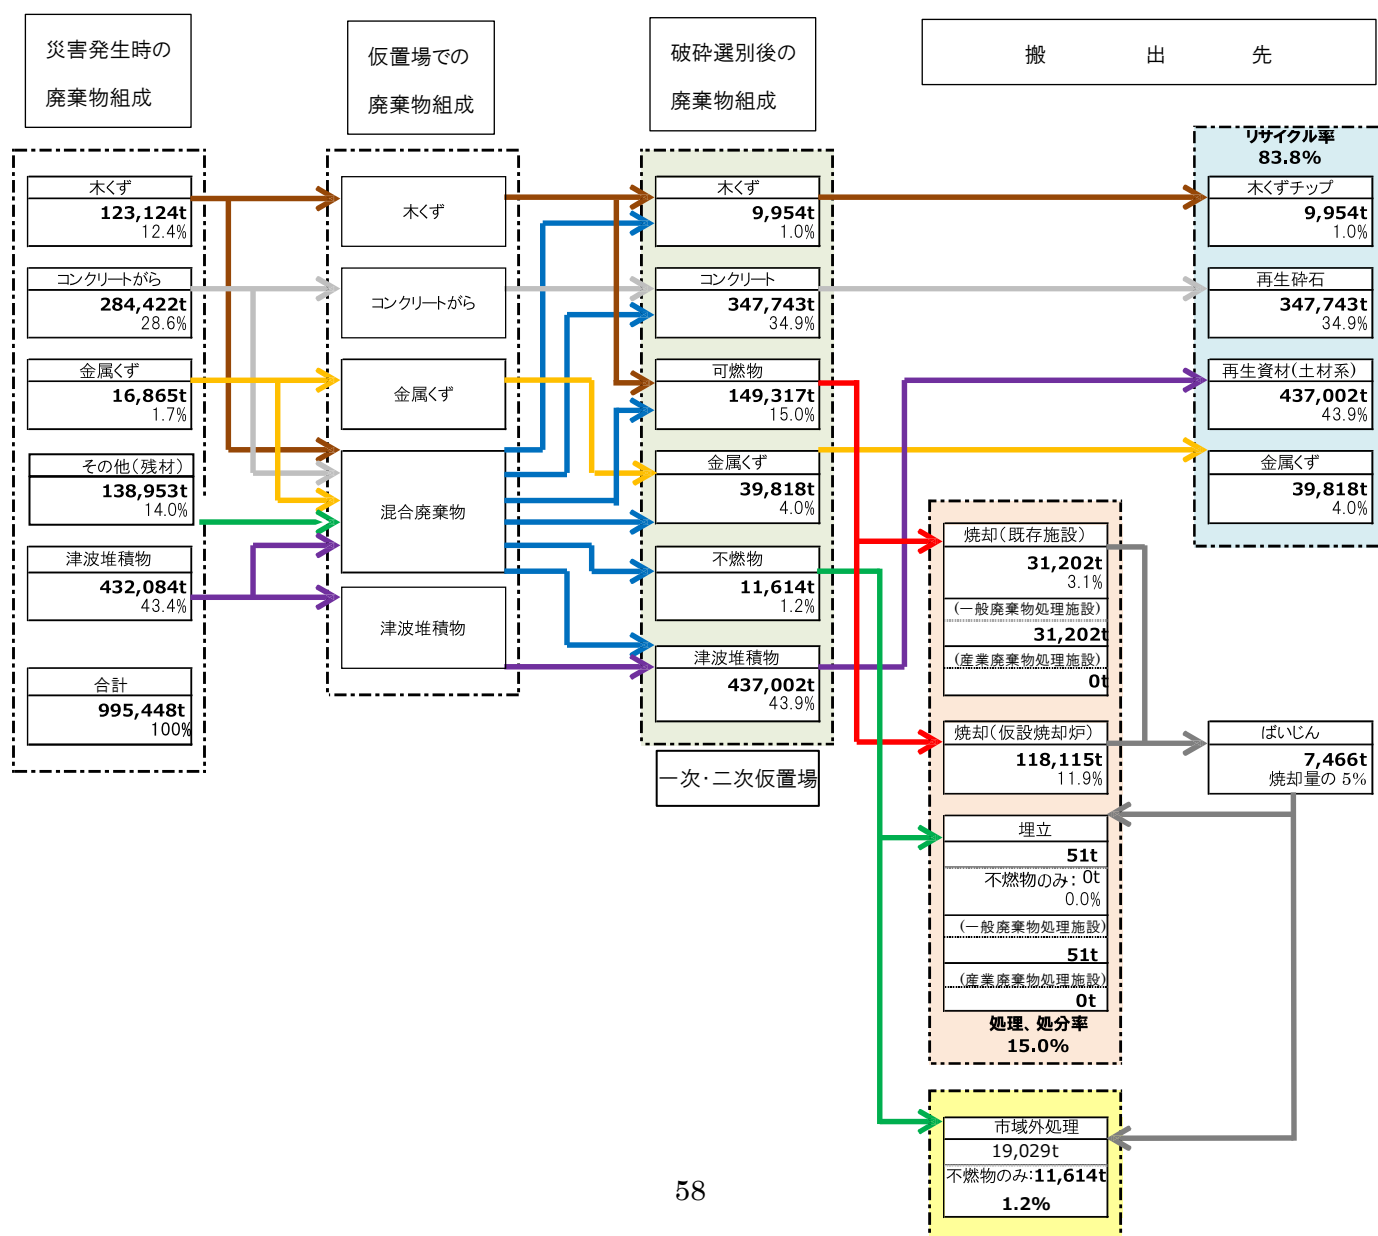 災害発生時の
廃棄物組成
仮置場での
廃棄物組成
破砕選別後の
廃棄物組成
搬　出　先
木くず
123,124t
12.4%
コンクリートがら
284,422t
28.6%
金属くず
16,865t
1.7%
その他(残材)
138,953t
14.0%
津波堆積物
432,084t
43.4%
合計
995,448t
100%
木くず
コンクリートがら
金属くず
混合廃棄物
津波堆積物
木くず
9,954t
1.0%
コンクリート
347,743t
34.9%
可燃物
149,317t
15.0%
金属くず
39,818t
4.0%
不燃物
11,614t
1.2%
津波堆積物
437,002t
43.9%
一次・二次仮置場
焼却(既存施設)
31,202t
3.1%
(一般廃棄物処理施設)
31,202t
(産業廃棄物処理施設)
0t
焼却(仮設焼却炉)
118,115t
11.9%
埋立
51t
不燃物のみ: 0t
0.0%
(一般廃棄物処理施設)
51t
(産業廃棄物処理施設)
0t
処理、処分率
15.0%
市域外処理
19,029t
不燃物のみ:11,614t
1.2%
リサイクル率
83.8%
木くずチップ
9,954t
1.0%
再生砕石
347,743t
34.9%
再生資材(土材系)
437,002t
43.9%
金属くず
39,818t
4.0%
ばいじん
7,466t
焼却量の 5%
58